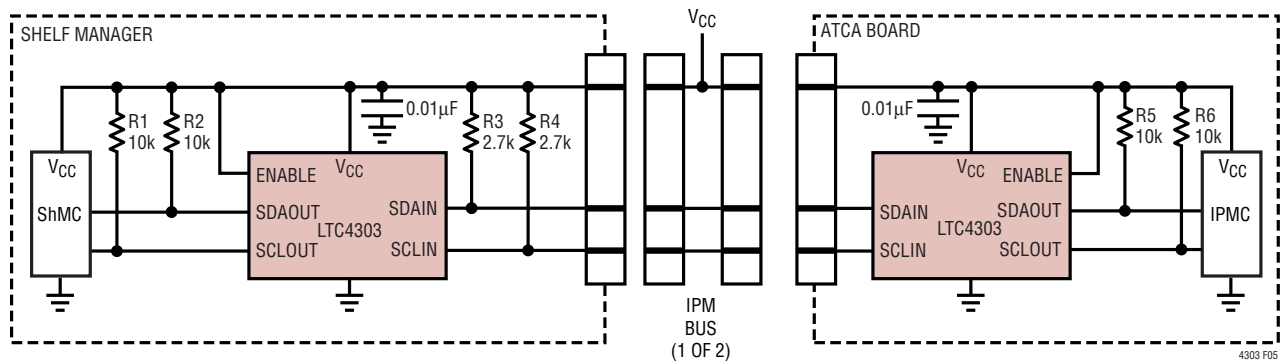 SHELF MANAGER
VCC
ATCA BOARD
R1
10k
R2
10k
0.01µF
R3
2.7k
R4
2.7k
0.01µF
R5
10k
R6
10k
VCC
ShMC
ENABLE
VCC
SDAOUT
SDAIN
LTC4303
SCLOUT
SCLIN
VCC
ENABLE
SDAIN
SDAOUT
LTC4303
SCLIN
SCLOUT
VCC
IPMC
IPM
BUS
(1 OF 2)
4303 F05